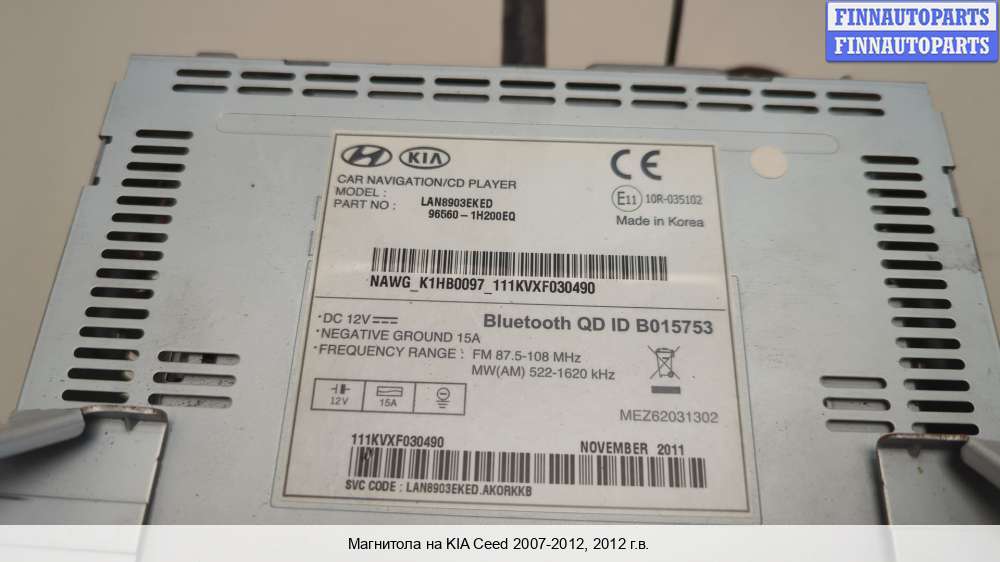 FINNAUTOPARTS
FINNAUTOPARTS
KIA
CE
CAR NAVIGATION/CD PLAYER
MODEL : LAN8903EKED
PART NO : 96560-1H200EQ
E11 10R-035102
Made in Korea
NAWG_K1HB0097_111KVXF030490
·DC 12V
·NEGATIVE GROUND 15A
·FREQUENCY RANGE : FM 87.5-108 MHz
MW(AM) 522-1620 kHz
Bluetooth QD ID B015753
12V 15A
MEZ62031302
111KVXF030490
NOVEMBER 2011
SVC CODE : LAN8903EKED.AKORKKB
Магнитола на KIA Ceed 2007-2012, 2012 г.в.